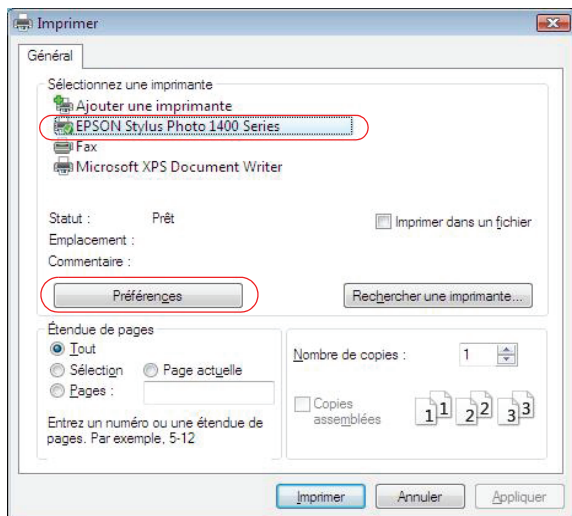 Imprimer
Général
Sélectionnez une imprimante
Ajouter une imprimante
EPSON Stylus Photo 1400 Series
Fax
Microsoft XPS Document Writer
Statut : Prêt
Imprimer dans un fichier
Emplacement :
Commentaire :
Préférences
Rechercher une imprimante...
Étendue de pages
Tout
Sélection
Page actuelle
Pages :
Entrez un numéro ou une étendue de
pages. Par exemple, 5-12
Nombre de copies : 1
Copies
assemblées
1 1 2 2 3 3
Imprimer
Annuler
Appliquer